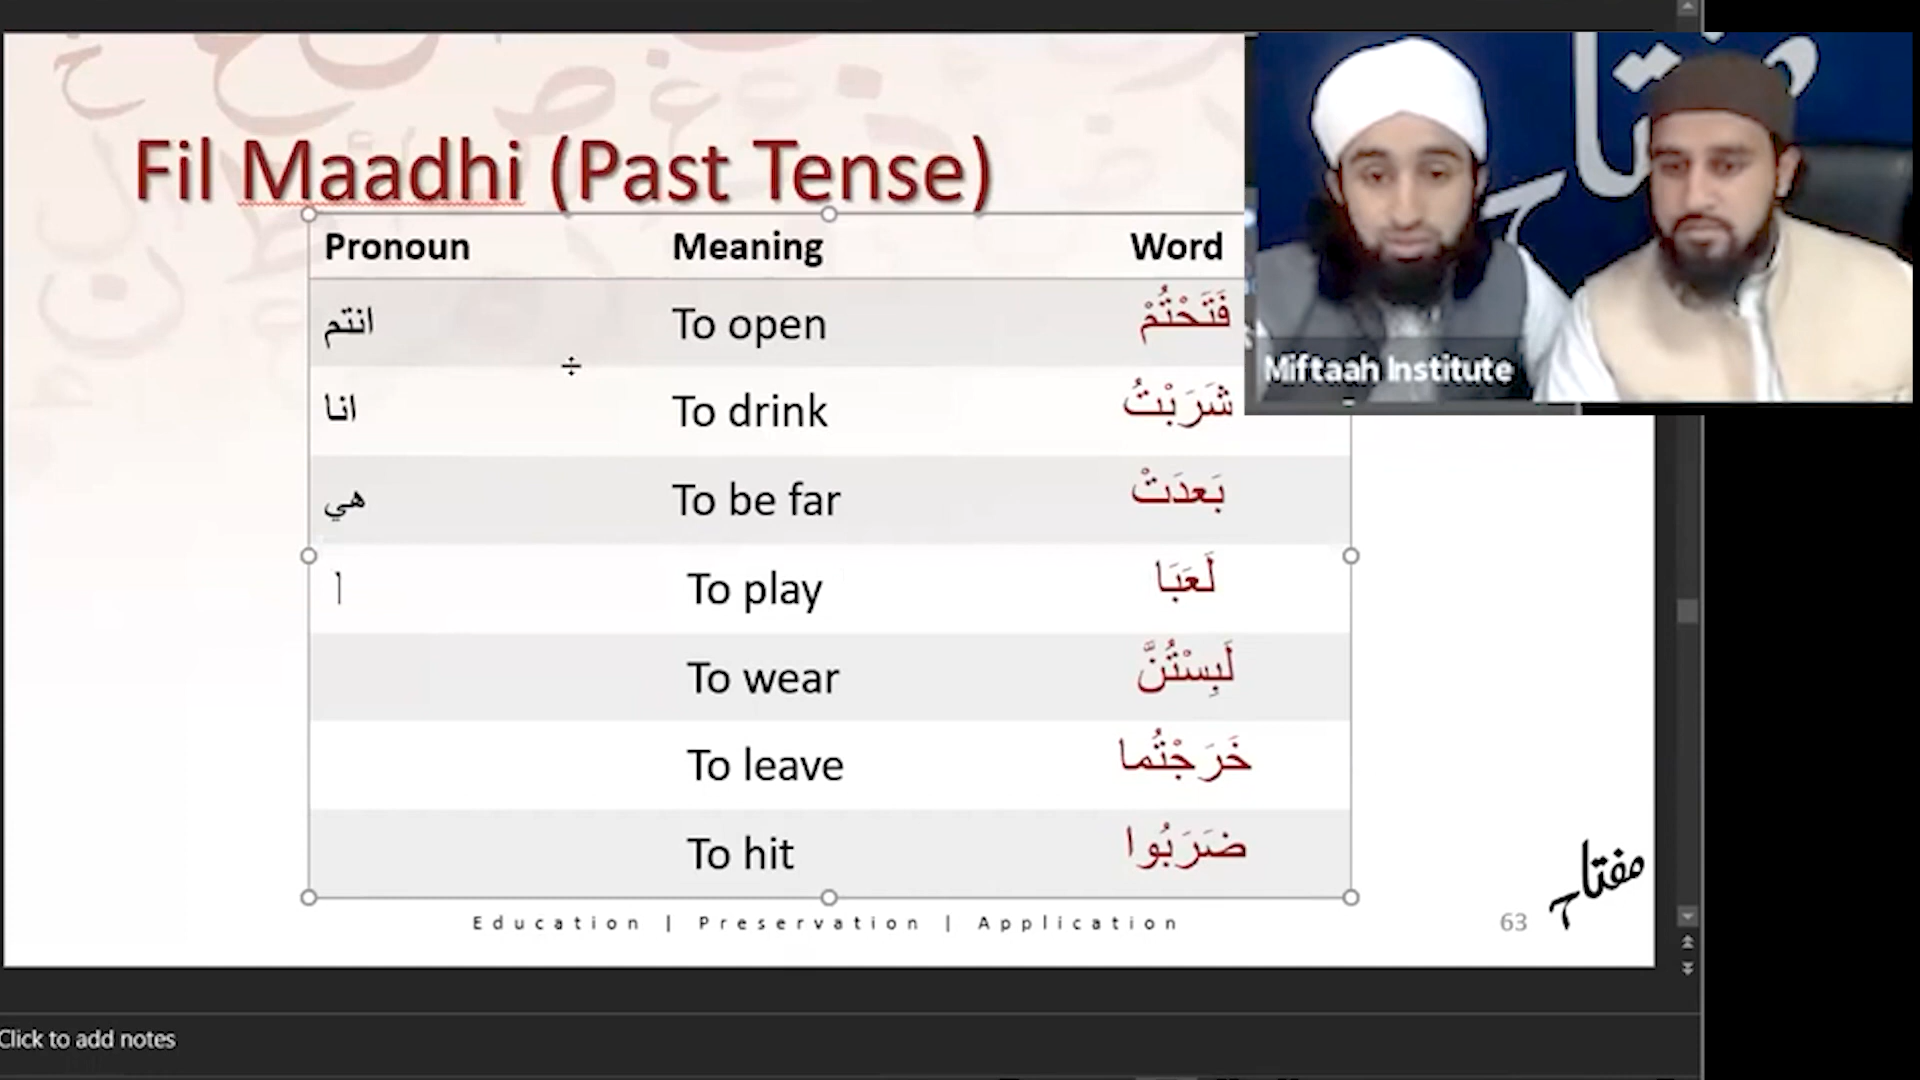 Fil Maadhi (Past Tense)
Pronoun Meaning Word
انتم To open فَتَحْتُمْ
انا To drink شَرَبْتُ
هي To be far بَعدَتْ
ا To play لَعَبَا
To wear لَبِسْتُنَّ
To leave خَرَجْتُما
To hit ضَرَبُوا
Education | Preservation | Application
63
مفتاح
مفتاح
Miftaah Institute
Click to add notes